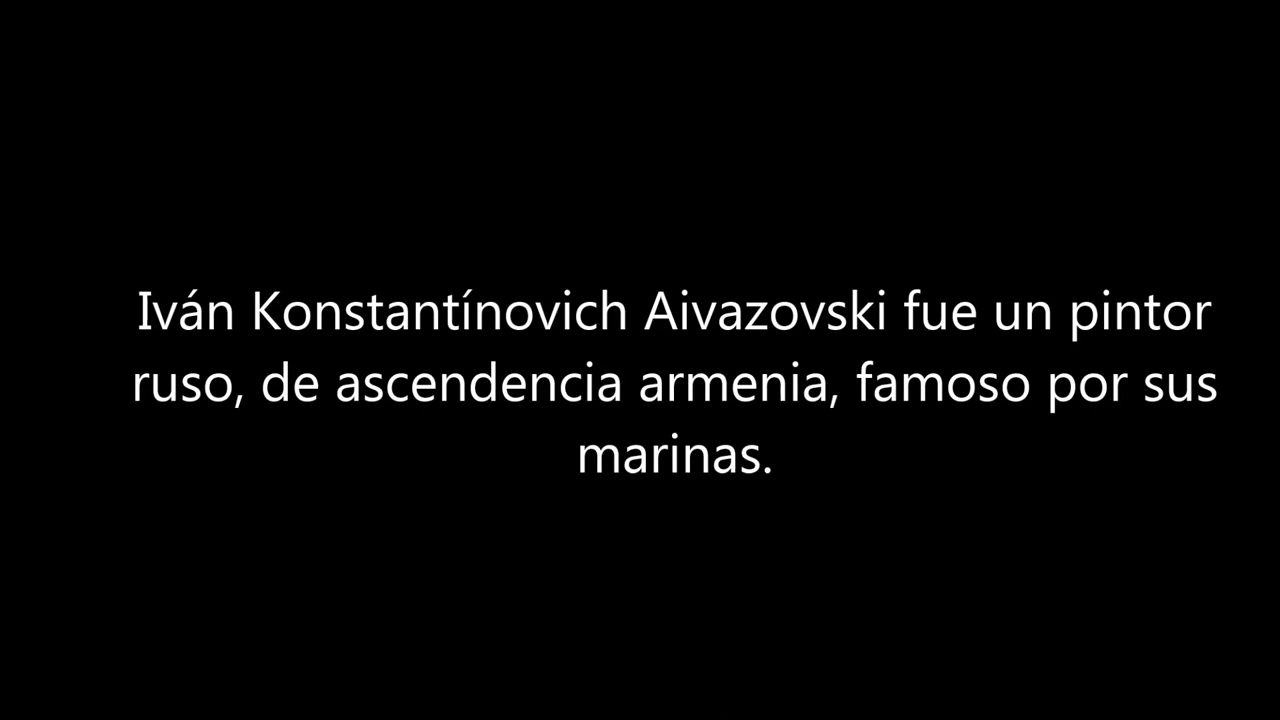 Iván Konstantínovich Aivazovski fue un pintor
ruso, de ascendencia armenia, famoso por sus
marinas.